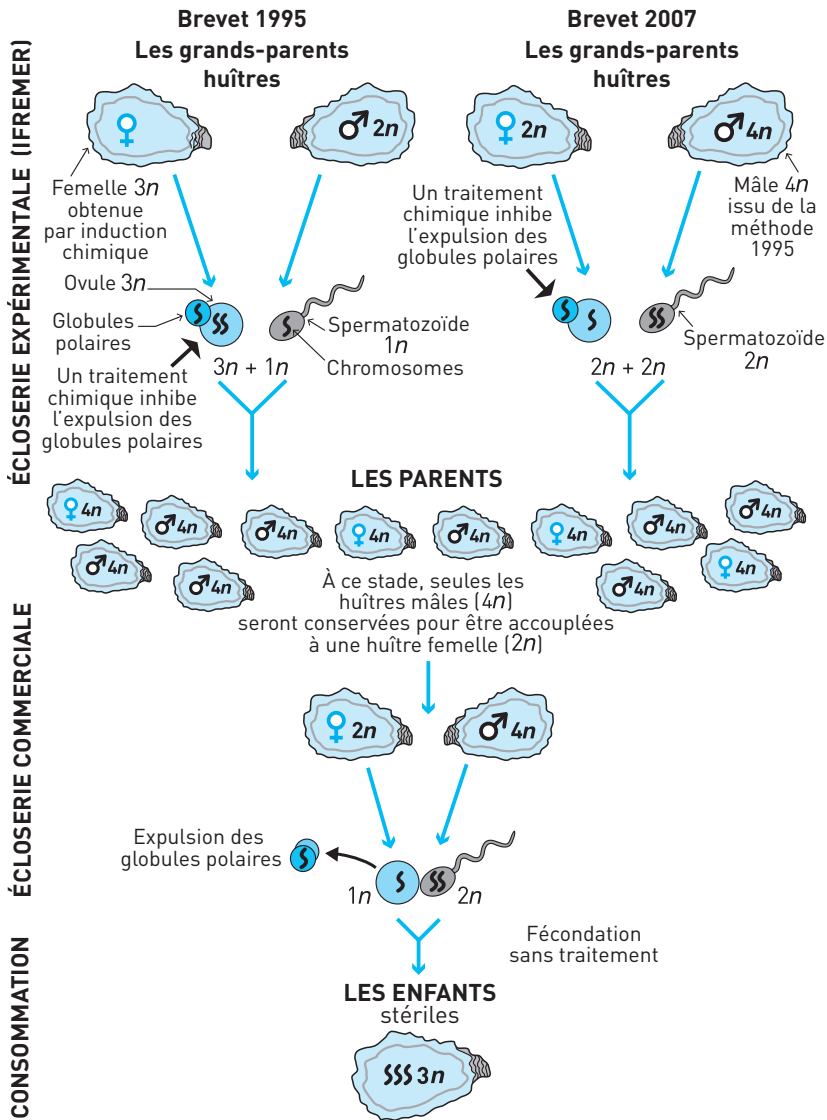 Brevet 1995
Les grands-parents
huîtres
Brevet 2007
Les grands-parents
huîtres
ÉCLOSERIE EXPÉRIMENTALE (IFREMER)
♀
♂ 2n
♀ 2n
♂ 4n
Femelle 3n
obtenue
par induction
chimique
Un traitement
chimique inhibe
l'expulsion des
globules polaires
Mâle 4n
issu de la
méthode
1995
Ovule 3n
Globules
polaires
Spermatozoïde
1n
Chromosomes
Un traitement
chimique inhibe
l'expulsion des
globules polaires
3n + 1n
2n + 2n
Spermatozoïde
2n
LES PARENTS
♀ 4n
♂ 4n
♂ 4n
♀ 4n
♂ 4n
♀ 4n
♂ 4n
♂ 4n
♂ 4n
♂ 4n
♂ 4n
♀ 4n
À ce stade, seules les
huîtres mâles (4n)
seront conservées pour être accouplées
à une huître femelle (2n)
ÉCLOSERIE COMMERCIALE
♀ 2n
♂ 4n
Expulsion des
globules polaires
1n
2n
Fécondation
sans traitement
CONSOMMATION
LES ENFANTS
stériles
3n